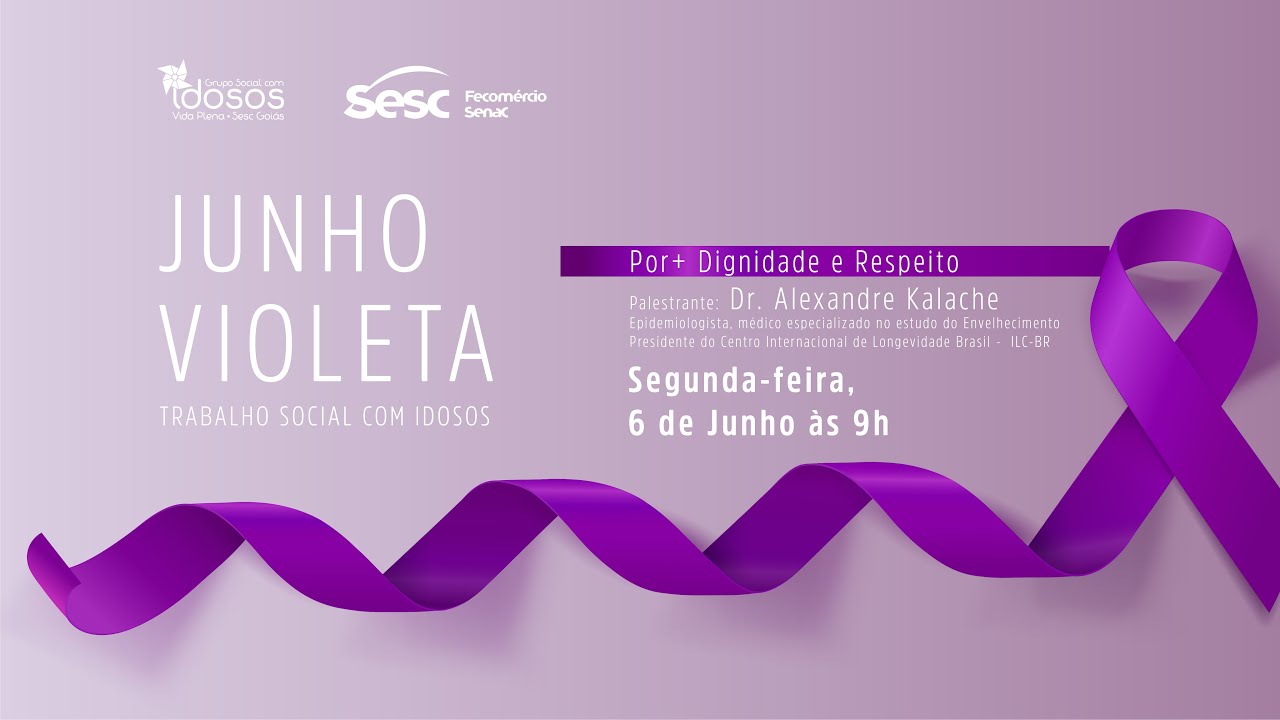 Grupo Social com
Idosos
Vida Plena • Sesc Goiás
Sesc
Fecomércio
Senac
JUNHO
VIOLETA
TRABALHO SOCIAL COM IDOSOS
Por+ Dignidade e Respeito
Palestrante: Dr. Alexandre Kalache
Epidemiologista, médico especializado no estudo do Envelhecimento
Presidente do Centro Internacional de Longevidade Brasil - ILC-BR
Segunda-feira,
6 de Junho às 9h